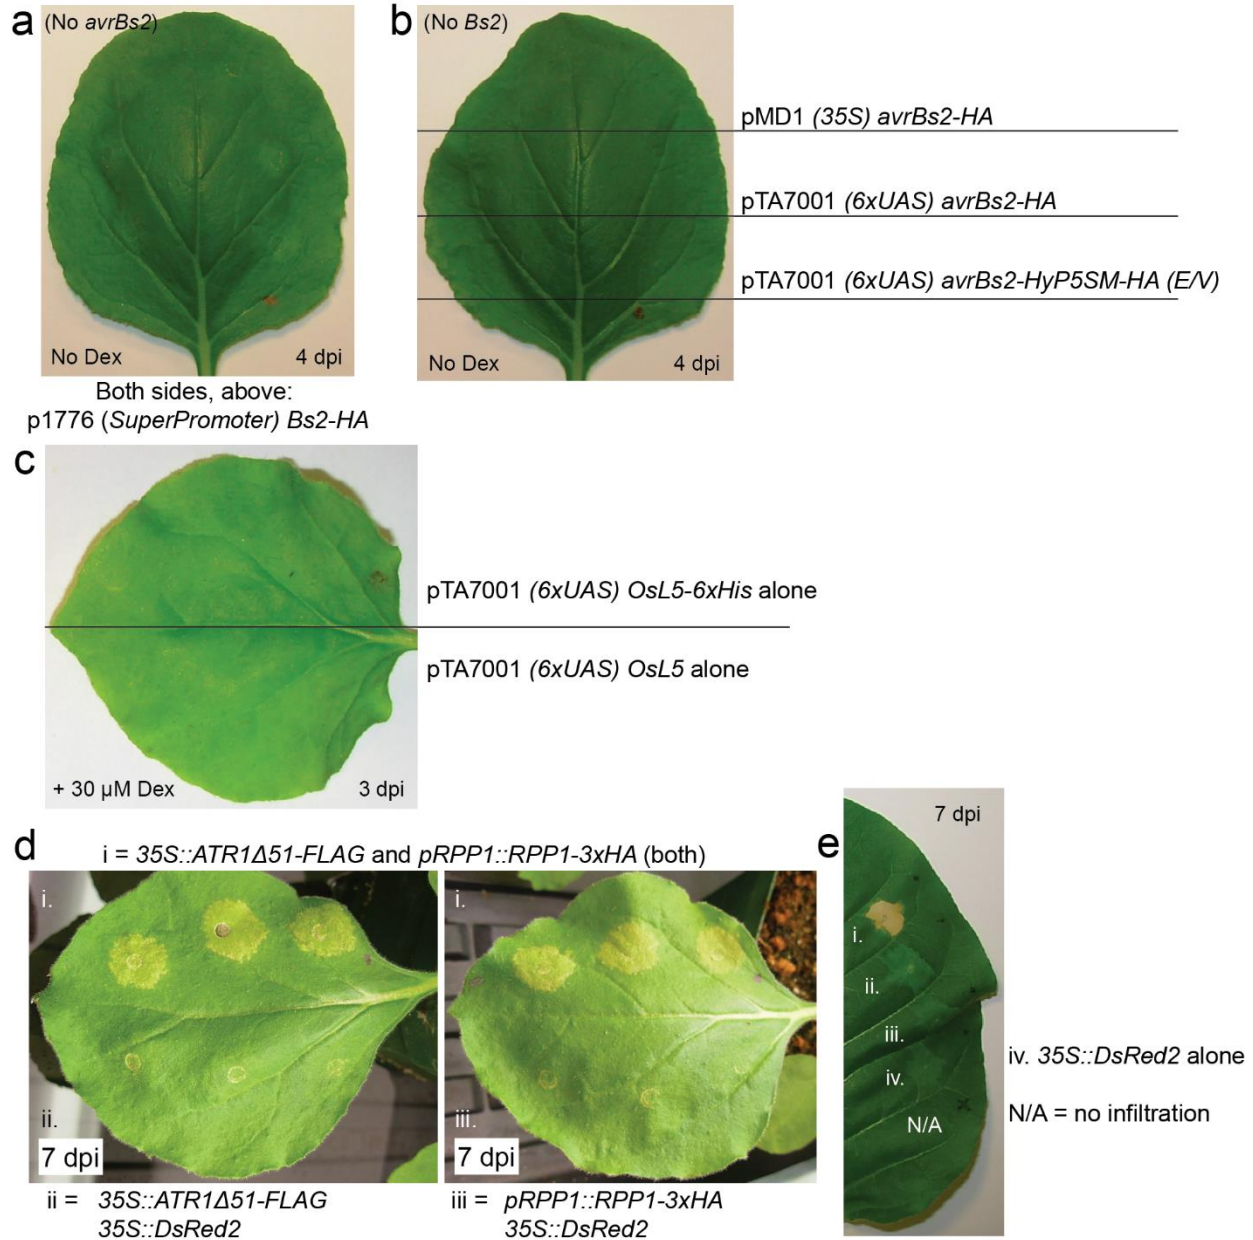 a
(No avrBs2)
No Dex
4 dpi
Both sides, above:
p1776 (SuperPromoter) Bs2-HA
b
(No Bs2)
No Dex
4 dpi
pMD1 (35S) avrBs2-HA
pTA7001 (6xUAS) avrBs2-HA
pTA7001 (6xUAS) avrBs2-HyP5SM-HA (E/V)
c
+ 30 µM Dex
3 dpi
pTA7001 (6xUAS) OsL5-6xHis alone
pTA7001 (6xUAS) OsL5 alone
d
i = 35S::ATR1Δ51-FLAG and pRPP1::RPP1-3xHA (both)
i.
ii.
7 dpi
ii = 35S::ATR1Δ51-FLAG
35S::DsRed2
i.
iii.
7 dpi
iii = pRPP1::RPP1-3xHA
35S::DsRed2
e
7 dpi
i.
ii.
iii.
iv.
N/A
iv. 35S::DsRed2 alone
N/A = no infiltration